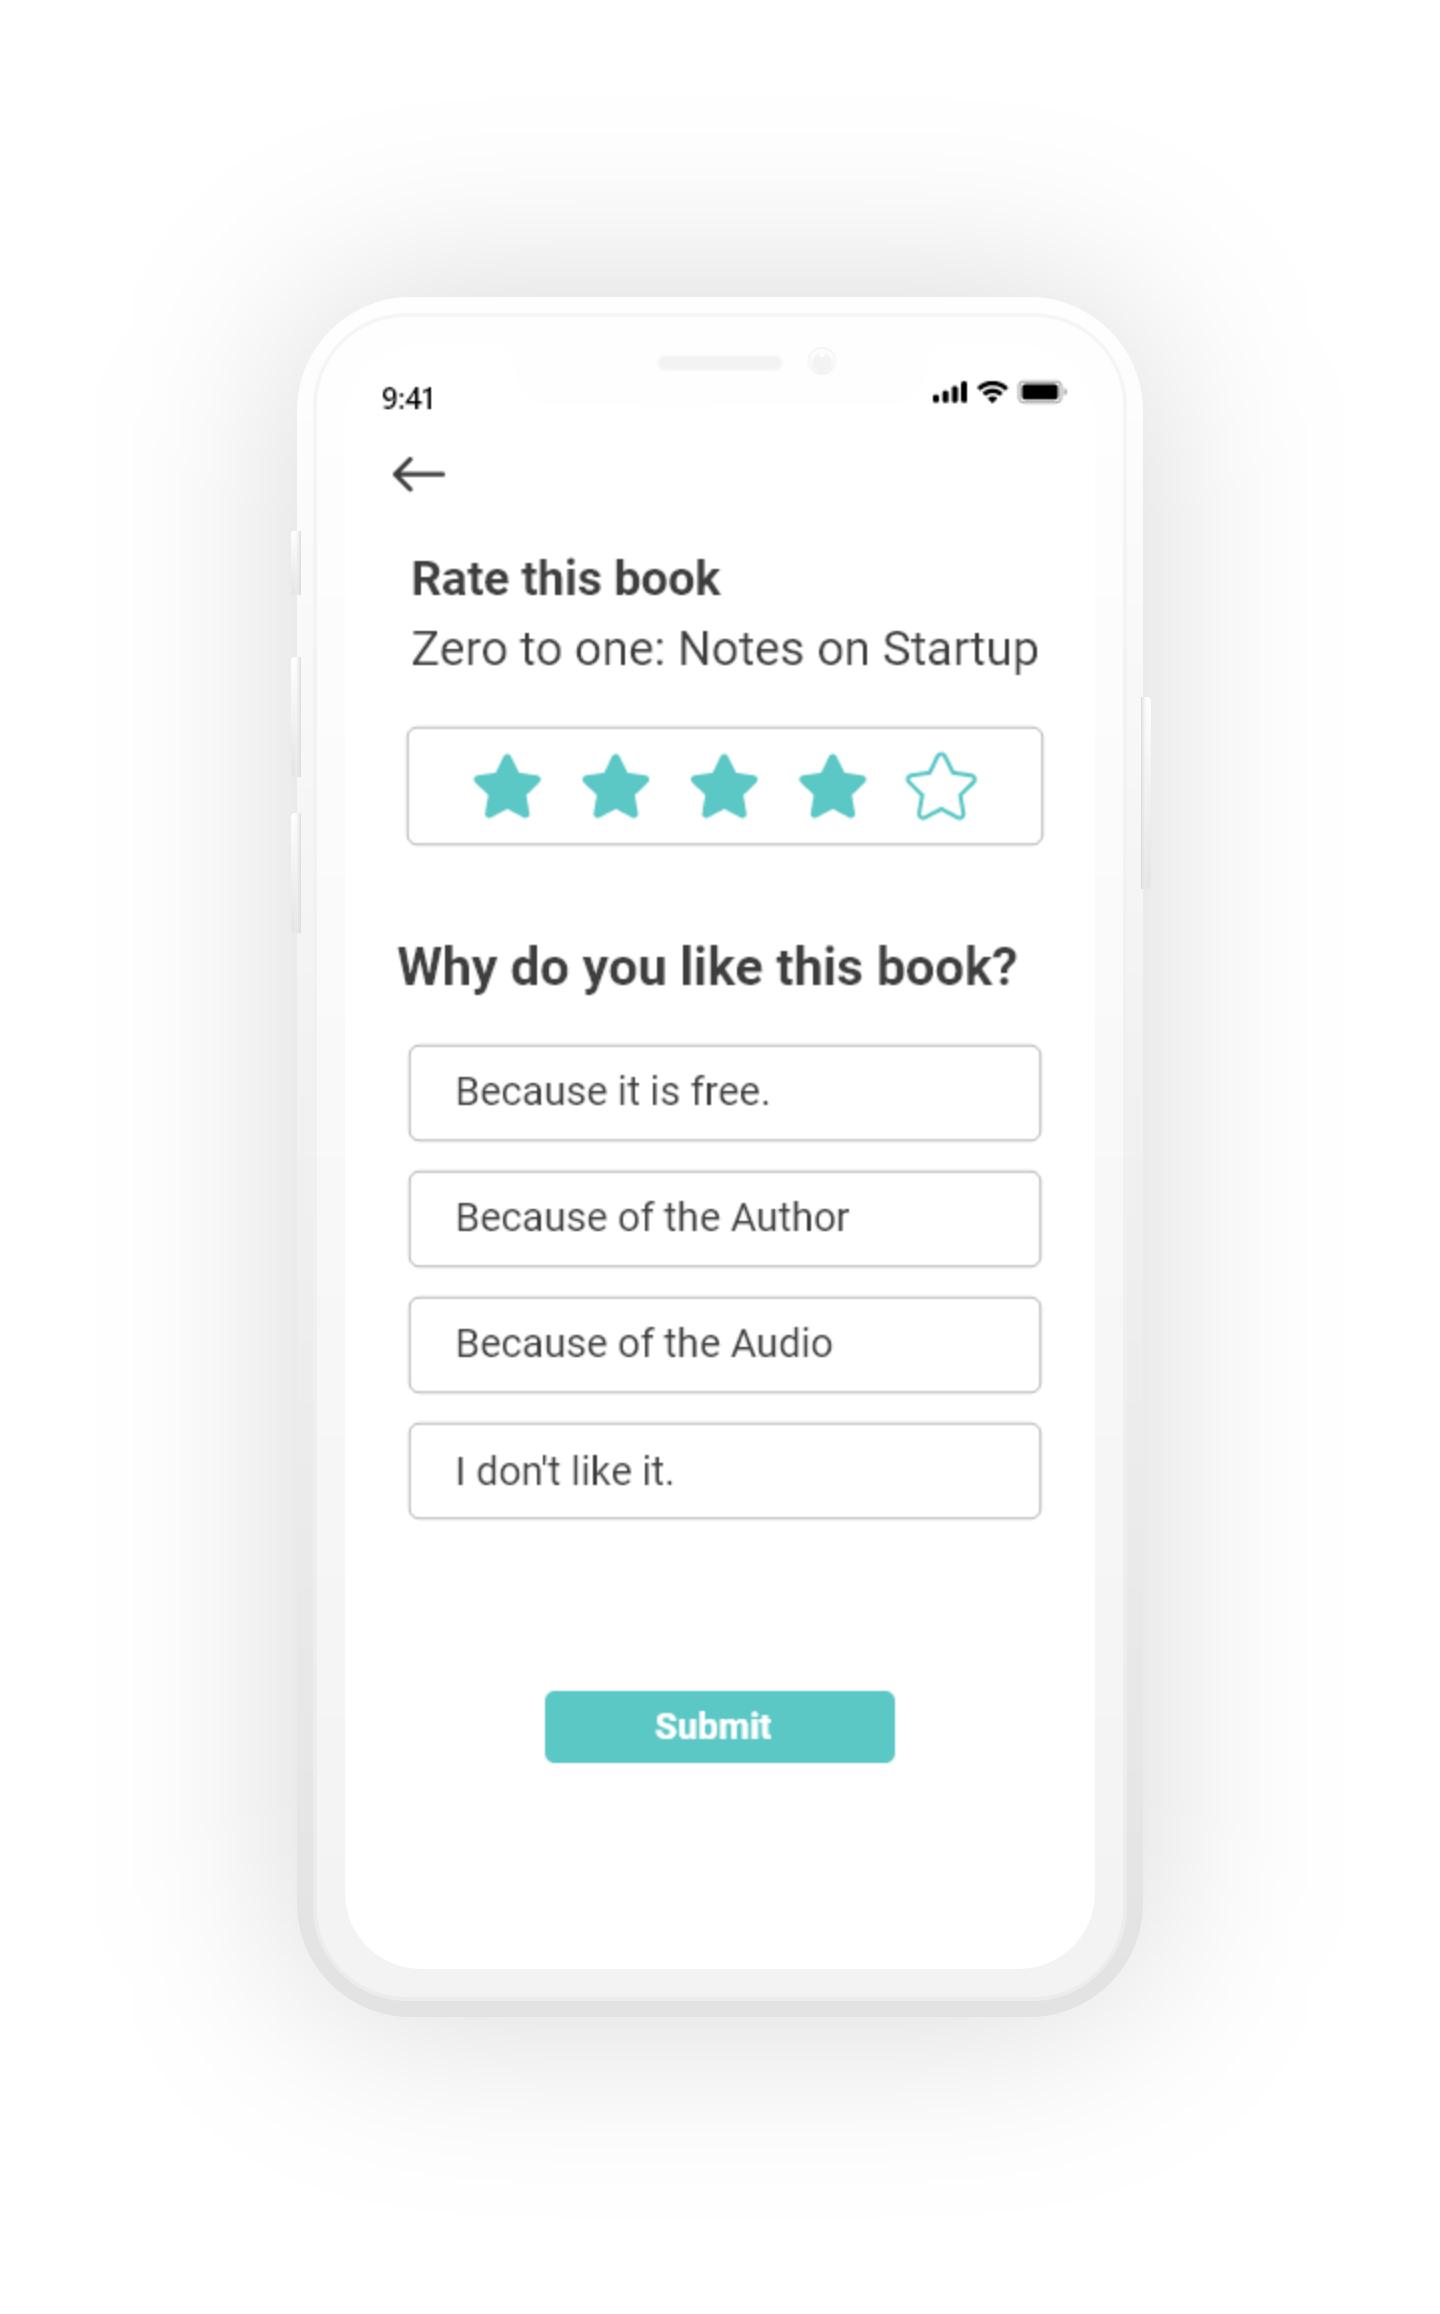 9:41
Rate this book
Zero to one: Notes on Startup
Why do you like this book?
Because it is free.
Because of the Author
Because of the Audio
I don't like it.
Submit